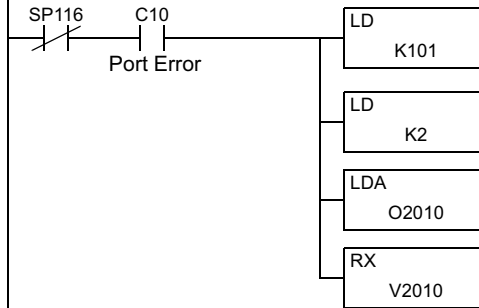 SP116 C10
Port Error
LD
K101
LD
K2
LDA
O2010
RX
V2010